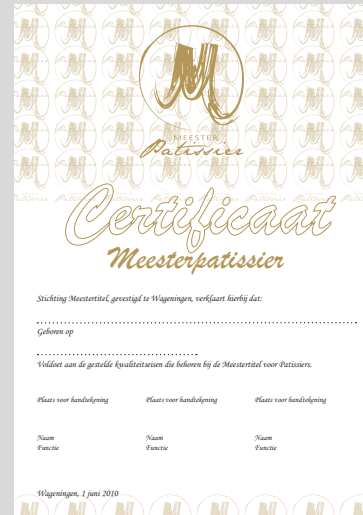 MEESTER
Patissier
Certificaat
Meesterpatissier
Stichting Meestertitel, gevestigd te Wageningen, verklaart hierbij dat:
Geboren op
Voldoet aan de gestelde kwaliteitseisen die behoren bij de Meestertitel voor Patissiers.
Plaats voor handtekening Plaats voor handtekening Plaats voor handtekening
Naam Naam Naam
Functie Functie Functie
Wageningen, 1 juni 2010